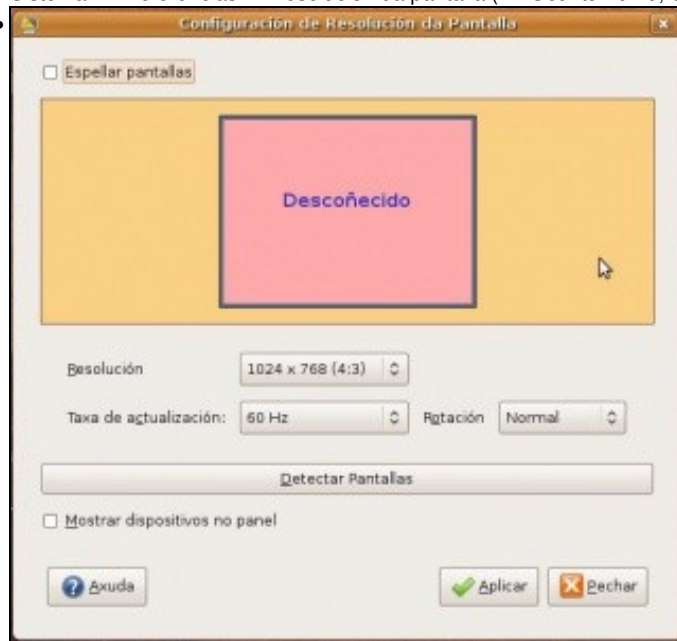 Configuración de Resolución da Pantalla
Espellar pantallas
Descoñecido
Resolución 1024 x 768 (4:3)
Taxa de actualización: 60 Hz Rotación Normal
Detectar Pantallas
Mostrar dispositivos no panel
Axuda Aplicar Pechar